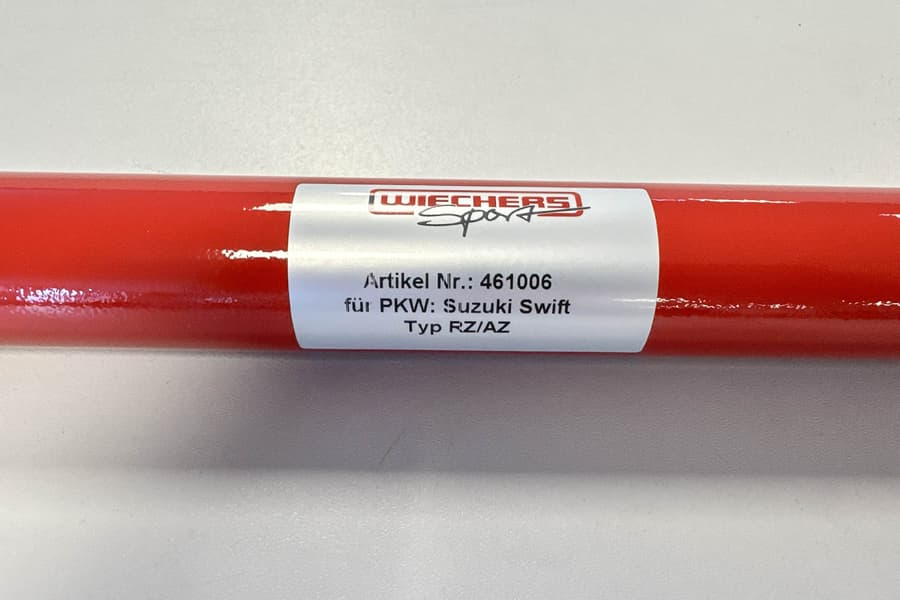 WIECHERS
Sport
Artikel Nr.: 461006
für PKW: Suzuki Swift
Typ RZ/AZ